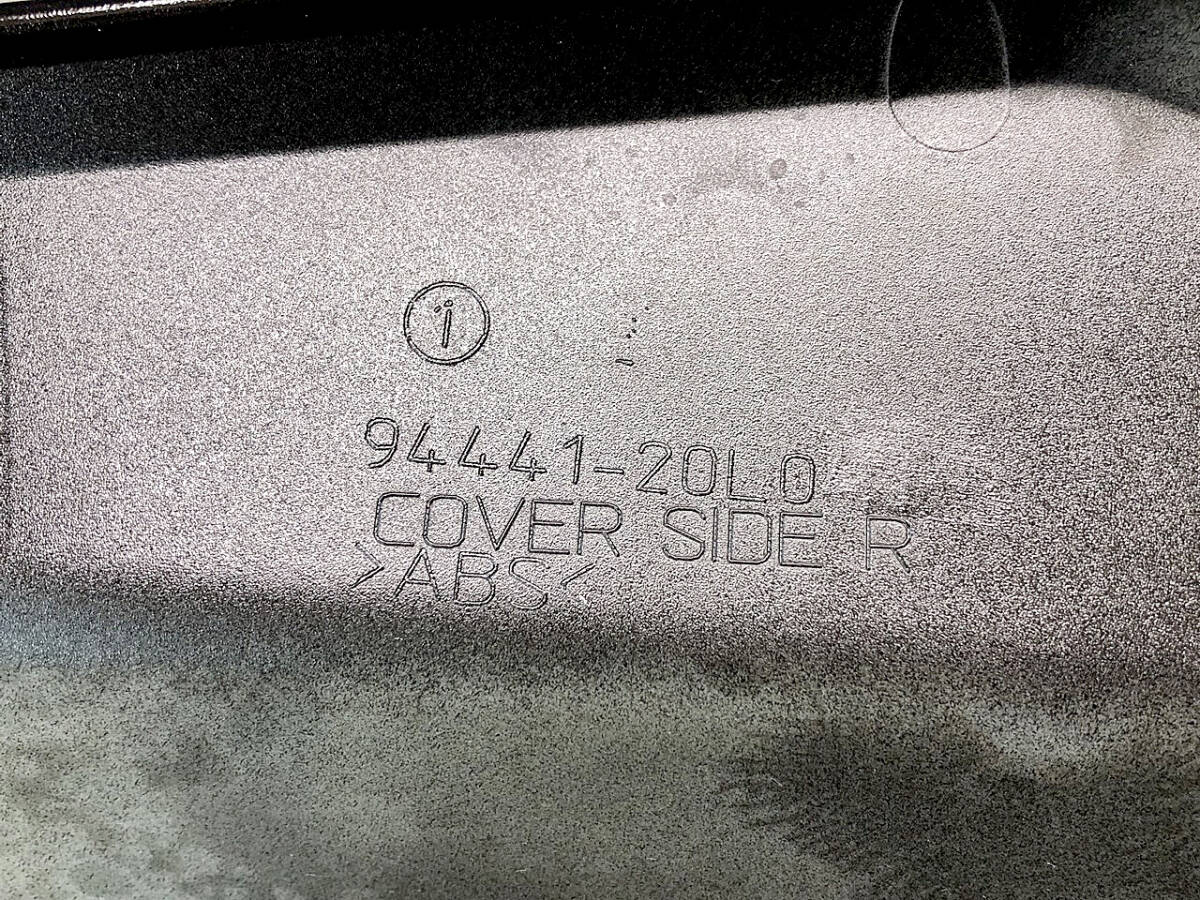 i
94441-20L0
COVER SIDE R
>ABS<